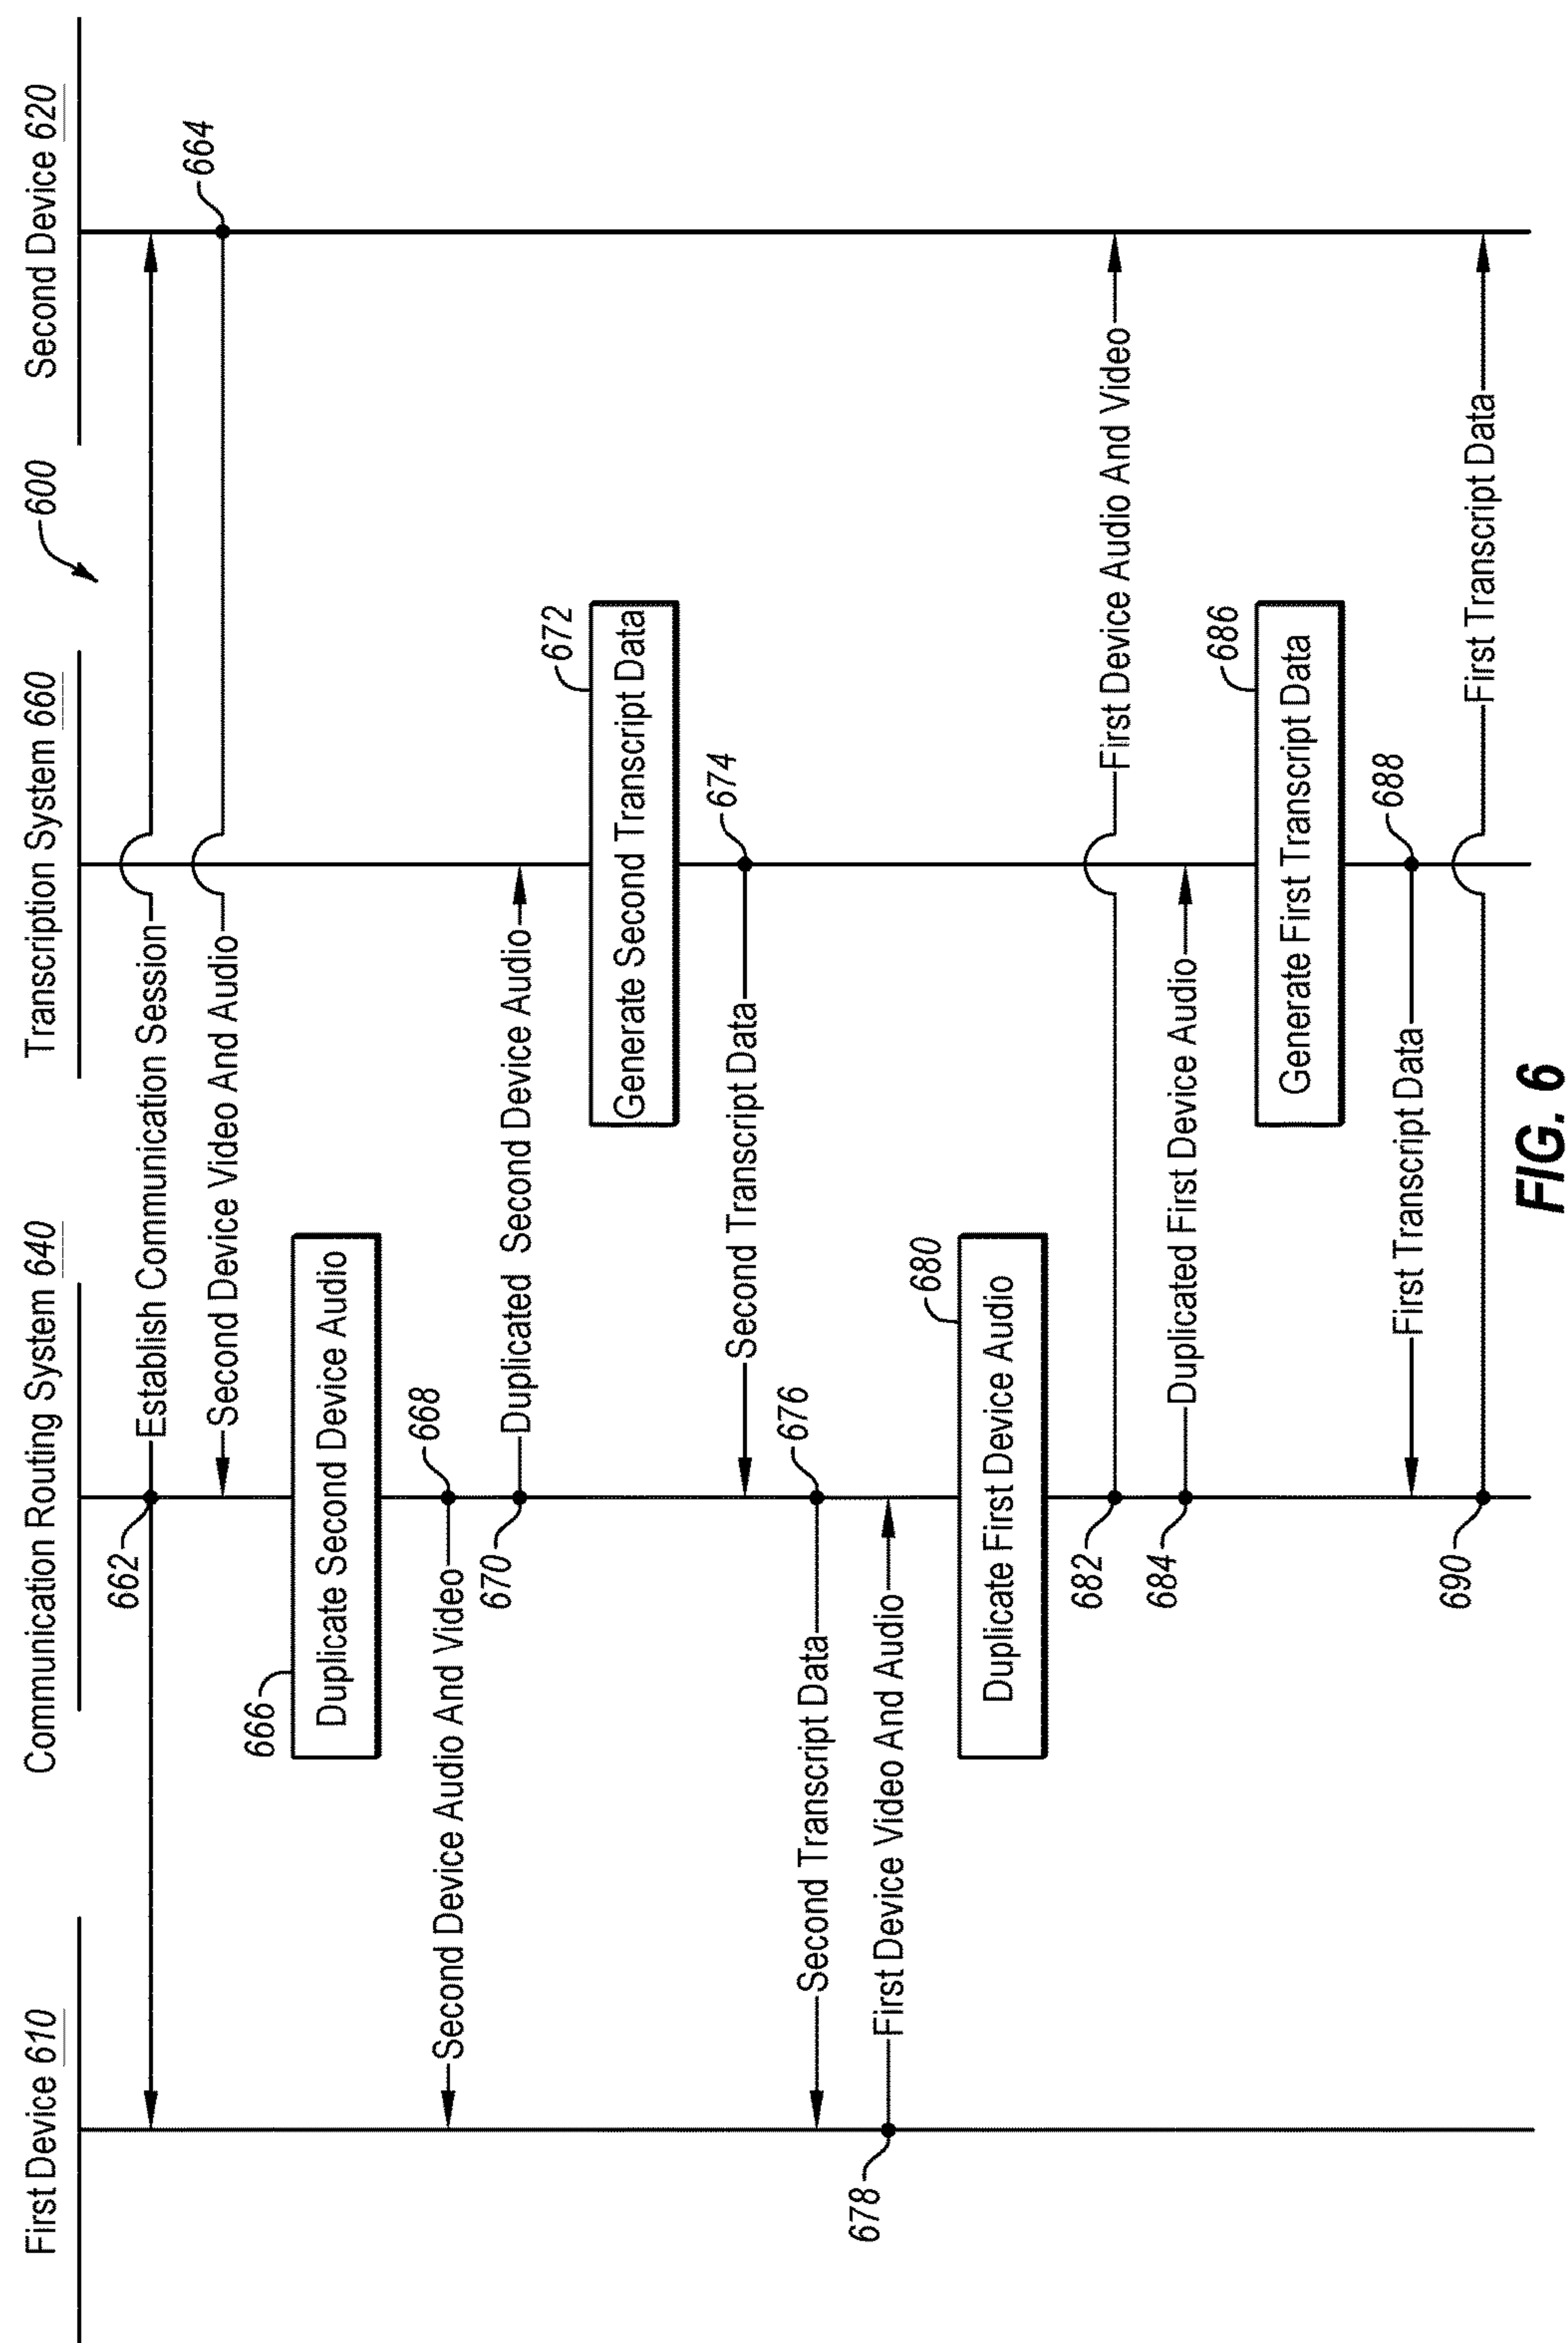 600
First Device 610
Communication Routing System 640
Transcription System 660
Second Device 620
662
Establish Communication Session
664
Second Device Video And Audio
666
Duplicate Second Device Audio
668
Second Device Audio And Video
670
Duplicated Second Device Audio
672
Generate Second Transcript Data
674
Second Transcript Data
676
Second Transcript Data
678
First Device Video And Audio
680
Duplicate First Device Audio
682
First Device Audio And Video
684
Duplicated First Device Audio
686
Generate First Transcript Data
688
First Transcript Data
690
First Transcript Data
FIG. 6